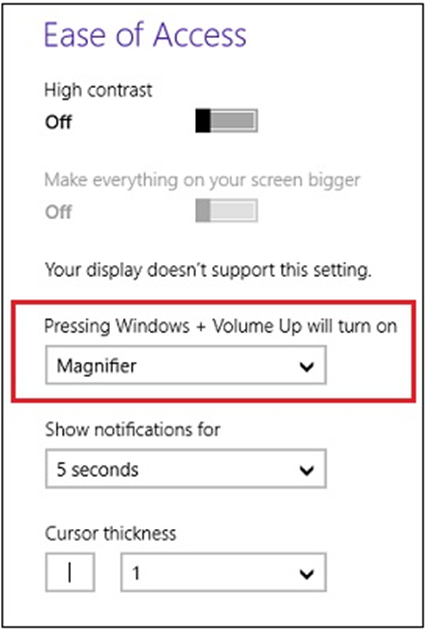 Ease of Access
High contrast
Off
Make everything on your screen bigger
Off
Your display doesn't support this setting.
Pressing Windows + Volume Up will turn on
Magnifier
Show notifications for
5 seconds
Cursor thickness
1